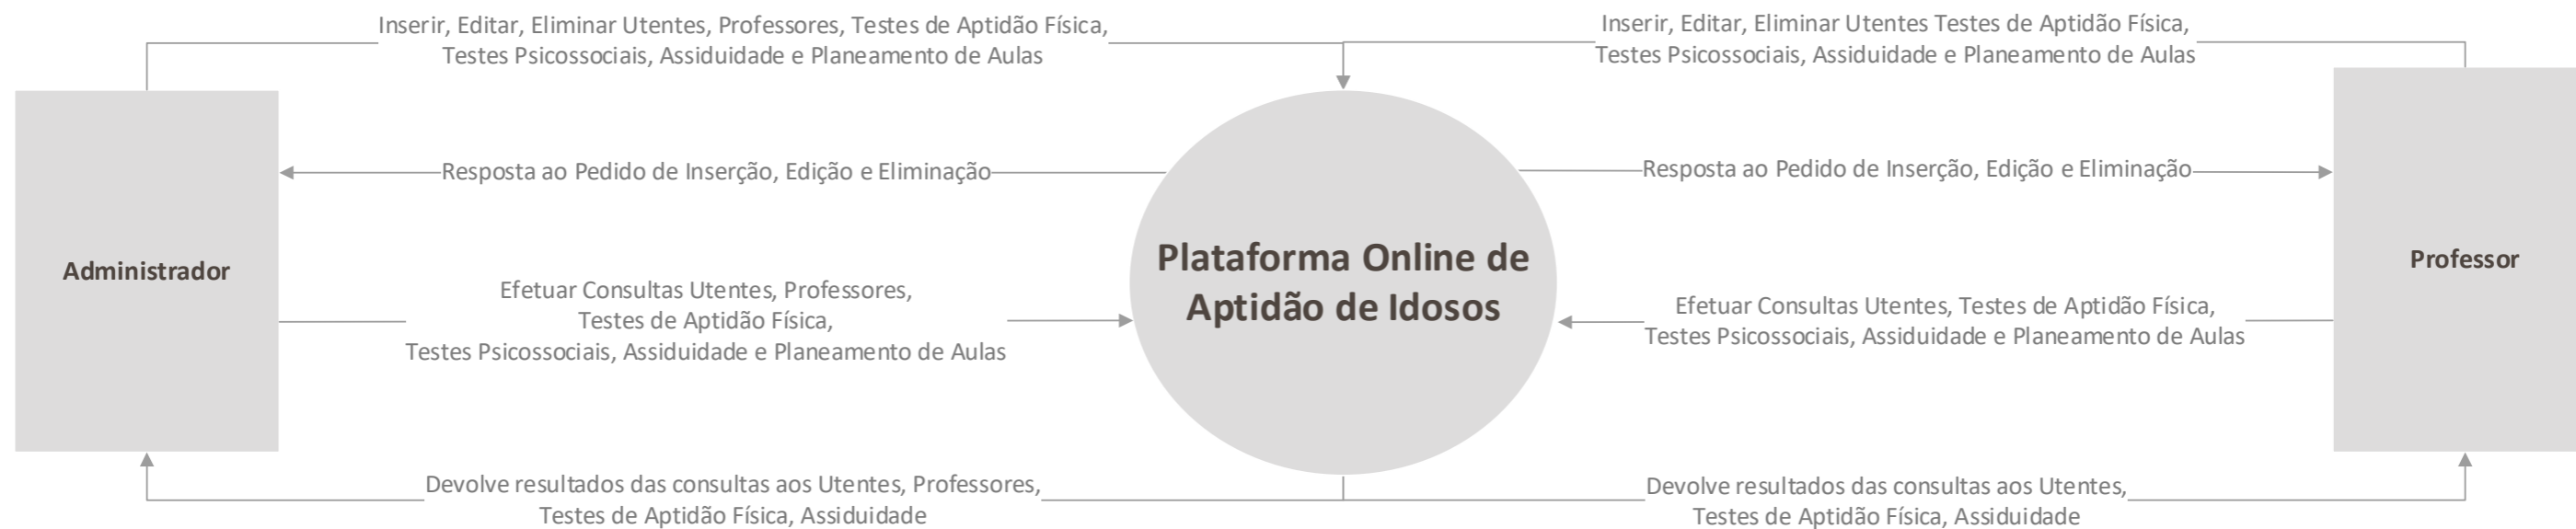 Inserir, Editar, Eliminar Utentes, Professores, Testes de Aptidão Física,
Testes Psicossociais, Assiduidade e Planeamento de Aulas
Inserir, Editar, Eliminar Utentes Testes de Aptidão Física,
Testes Psicossociais, Assiduidade e Planeamento de Aulas
Resposta ao Pedido de Inserção, Edição e Eliminação
Resposta ao Pedido de Inserção, Edição e Eliminação
Administrador
Plataforma Online de
Aptidão de Idosos
Professor
Efetuar Consultas Utentes, Professores,
Testes de Aptidão Física,
Testes Psicossociais, Assiduidade e Planeamento de Aulas
Efetuar Consultas Utentes, Testes de Aptidão Física,
Testes Psicossociais, Assiduidade e Planeamento de Aulas
Devolve resultados das consultas aos Utentes, Professores,
Testes de Aptidão Física, Assiduidade
Devolve resultados das consultas aos Utentes,
Testes de Aptidão Física, Assiduidade